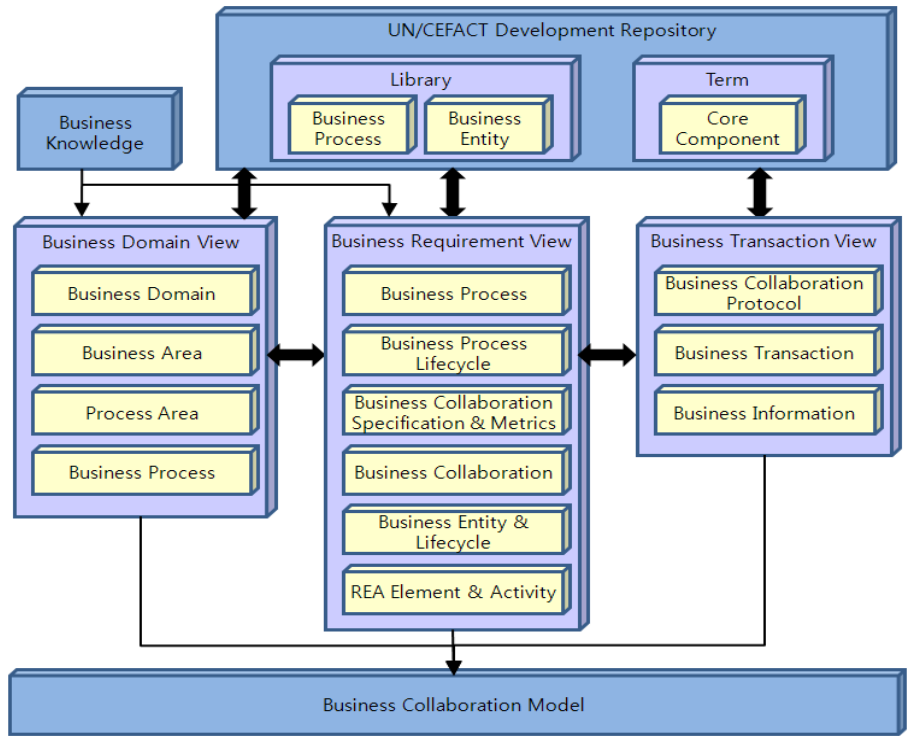 UN/CEFACT Development Repository
Library
Business
Process
Business
Entity
Term
Core
Component
Business
Knowledge
Business Domain View
Business Domain
Business Area
Process Area
Business Process
Business Requirement View
Business Process
Business Process
Lifecycle
Business Collaboration
Specification & Metrics
Business Collaboration
Business Entity &
Lifecycle
REA Element & Activity
Business Transaction View
Business Collaboration
Protocol
Business Transaction
Business Information
Business Collaboration Model